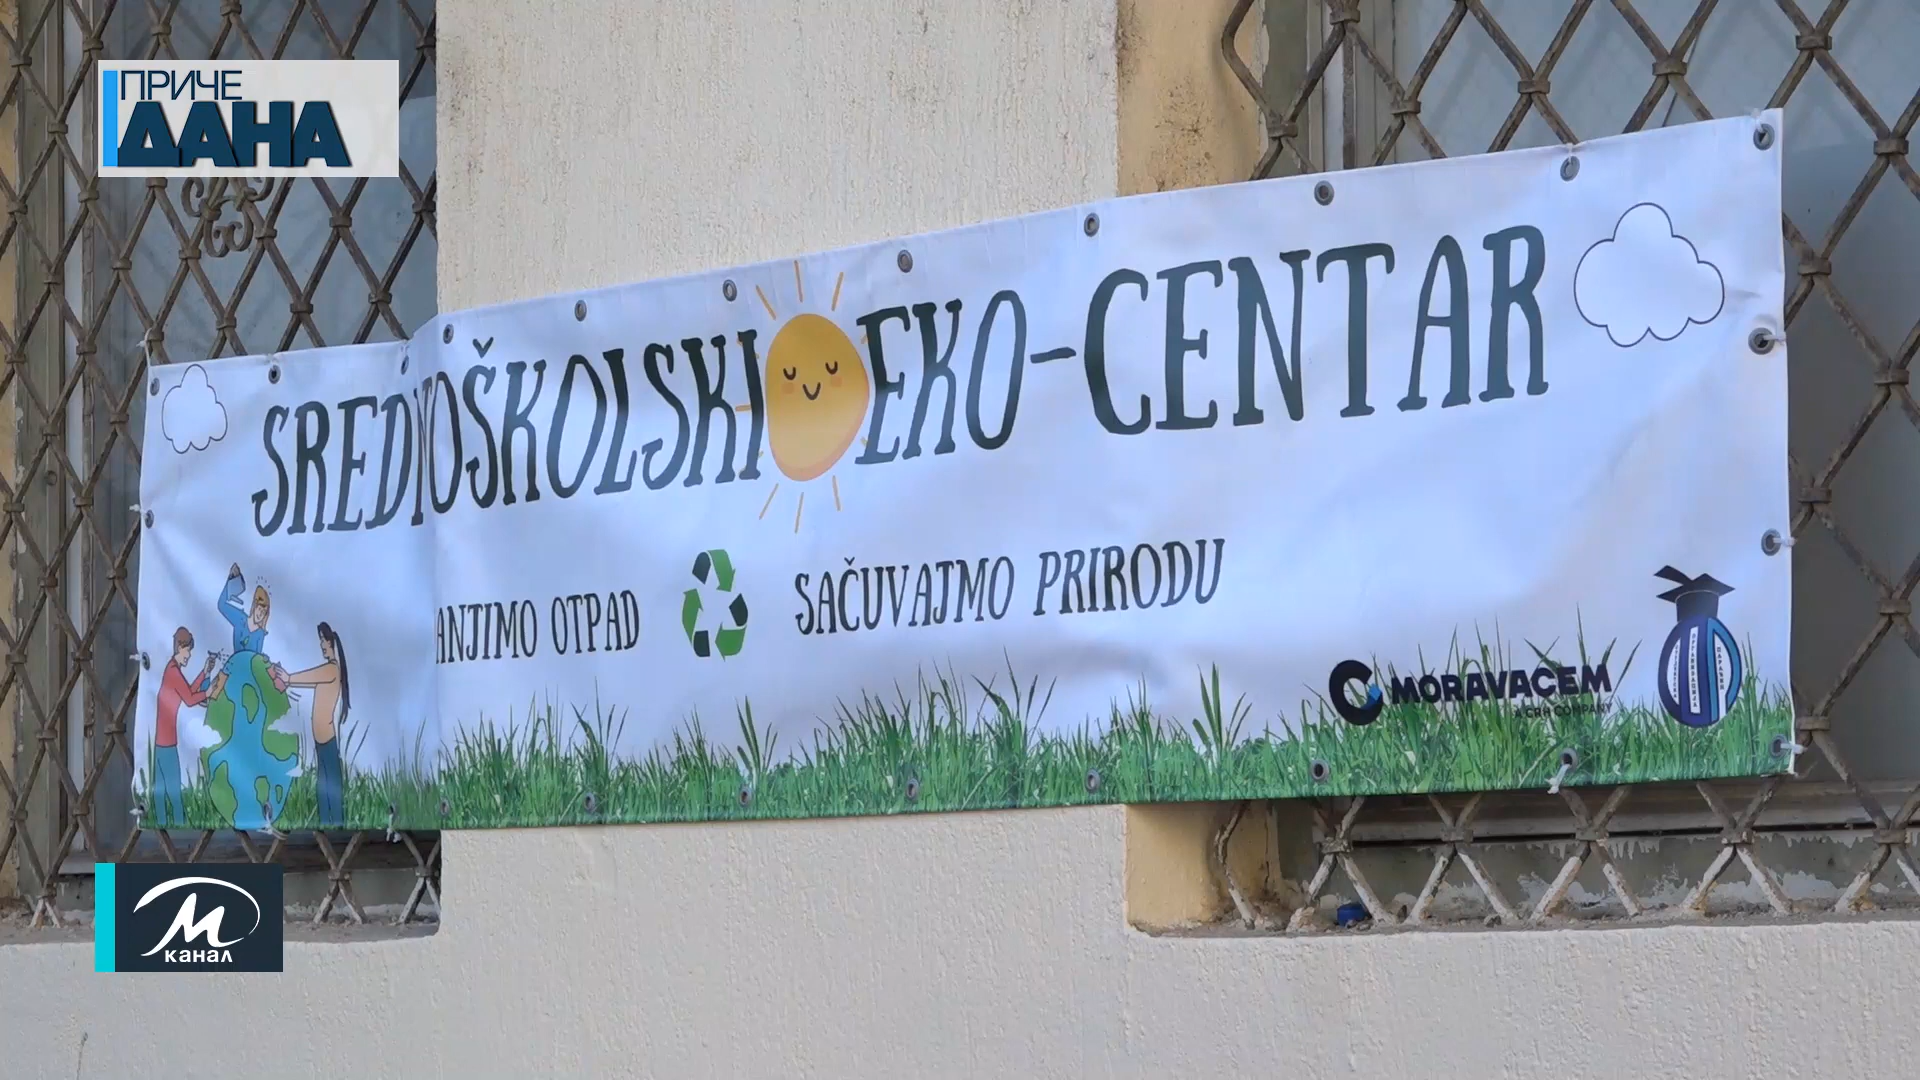 ПРИЧЕ
ДАНА
SREDNJOŠKOLSKI EKO-CENTAR
ANJIMO OTPAD SAČUVAJMO PRIRODU
MORAVACEM
A CRH COMPANY
М
канал